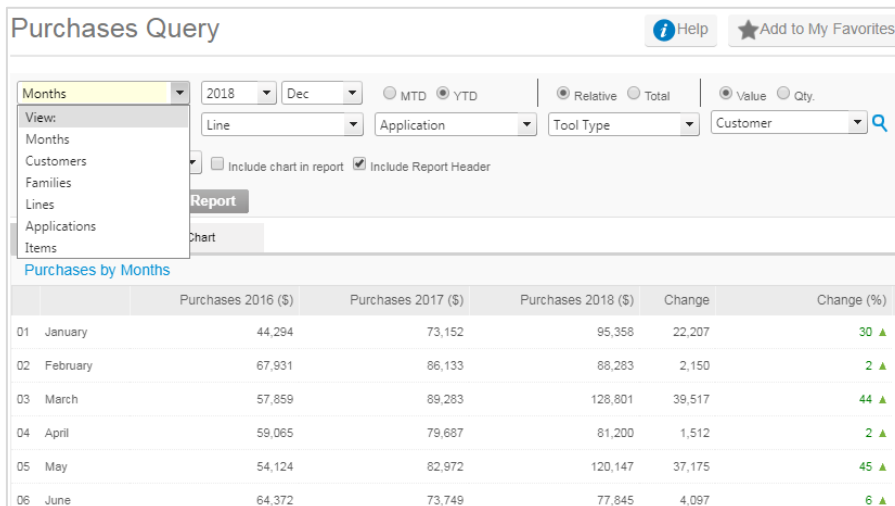 Purchases Query
Help
Add to My Favorites
Months 2018 Dec MTD YTD Relative Total Value Qty.
View:
Line Application Tool Type Customer
Months
Customers
Include chart in report Include Report Header
Families
Lines
Report
Applications
Chart
Items
Purchases by Months
Purchases 2016 ($) Purchases 2017 ($) Purchases 2018 ($) Change Change (%)
01 January 44,294 73,152 95,358 22,207 30 ▲
02 February 67,931 86,133 88,283 2,150 2 ▲
03 March 57,859 89,283 128,801 39,517 44 ▲
04 April 59,065 79,687 81,200 1,512 2 ▲
05 May 54,124 82,972 120,147 37,175 45 ▲
06 June 64,372 73,749 77,845 4,097 6 ▲